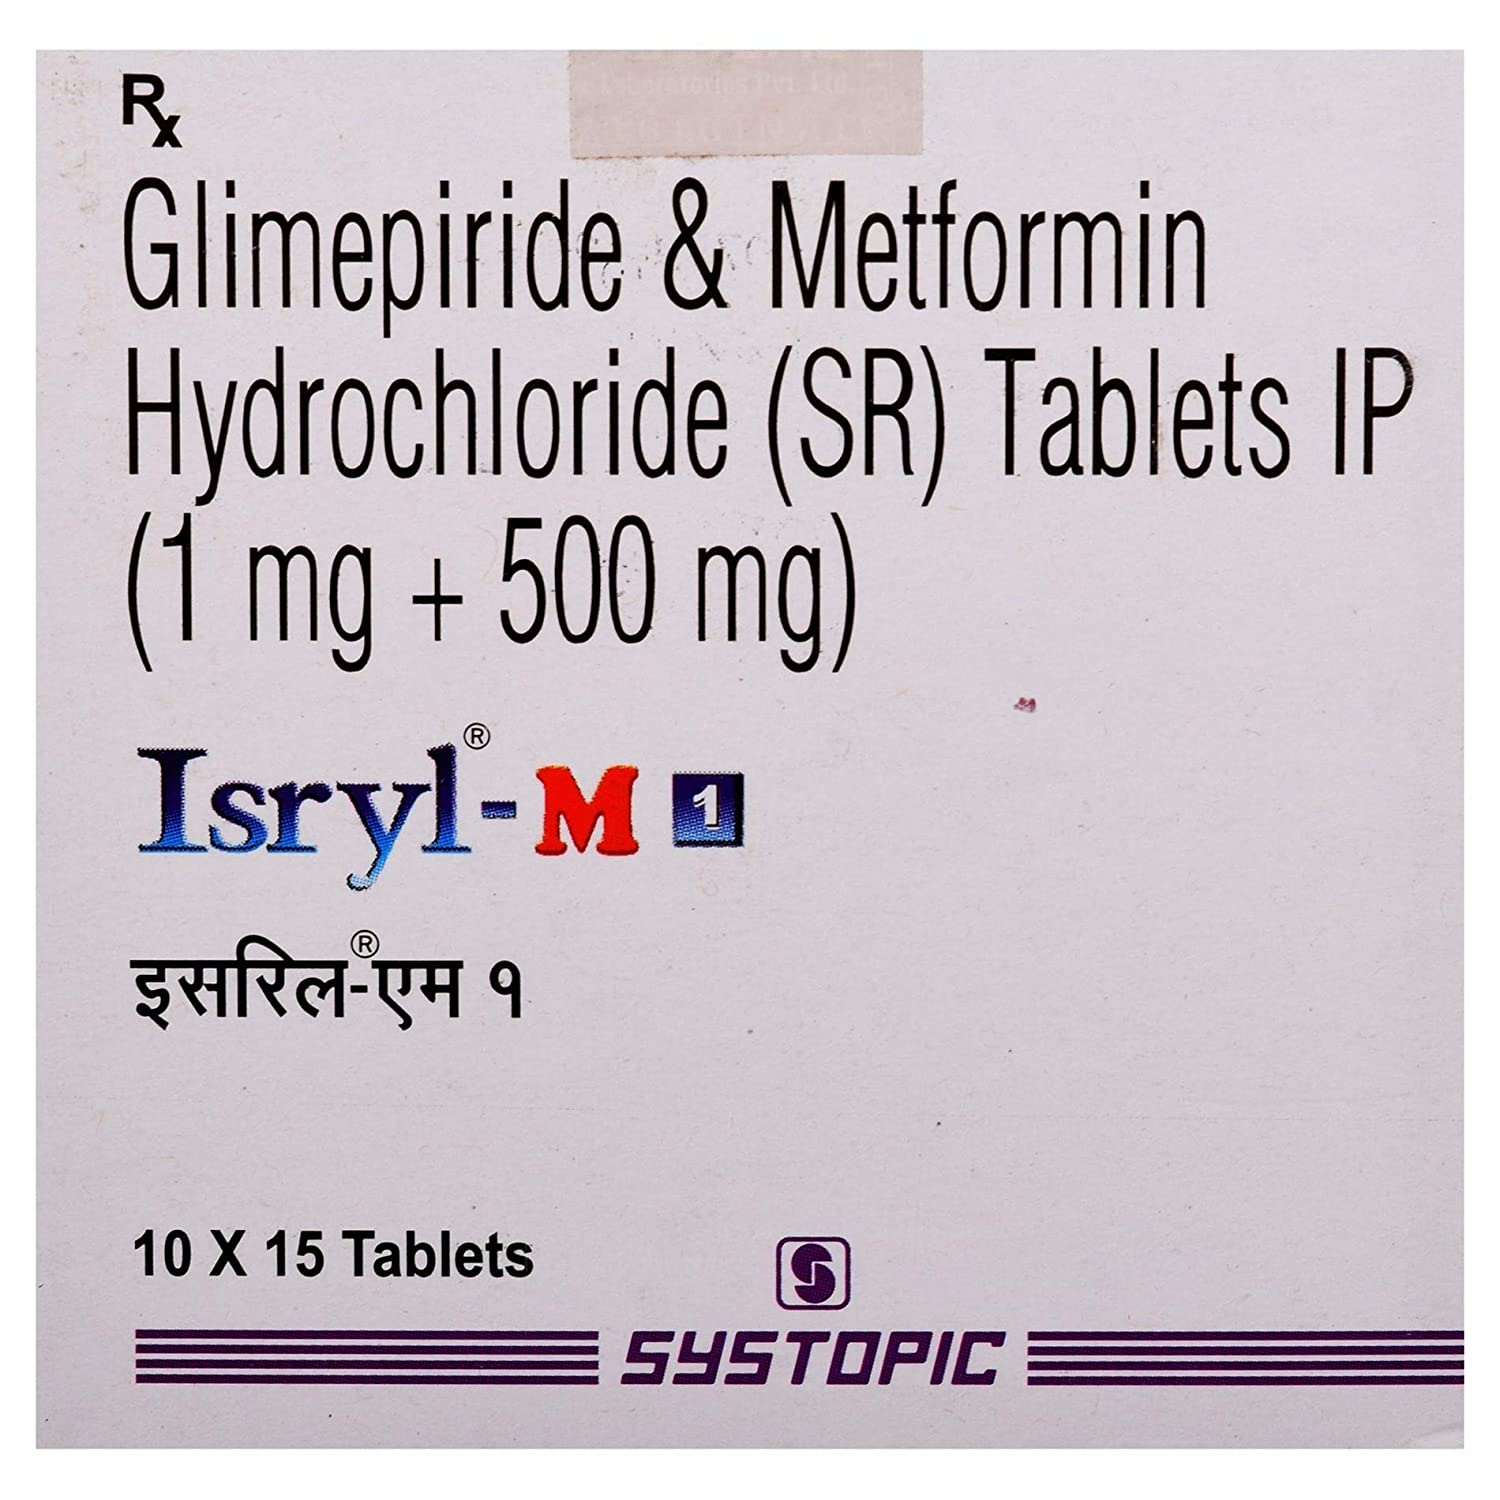 Rx
Glimepiride & Metformin
Hydrochloride (SR) Tablets IP
(1 mg + 500 mg)
Isryl®-M 1
इसरिल-®एम १
10 X 15 Tablets
S
SYSTOPIC